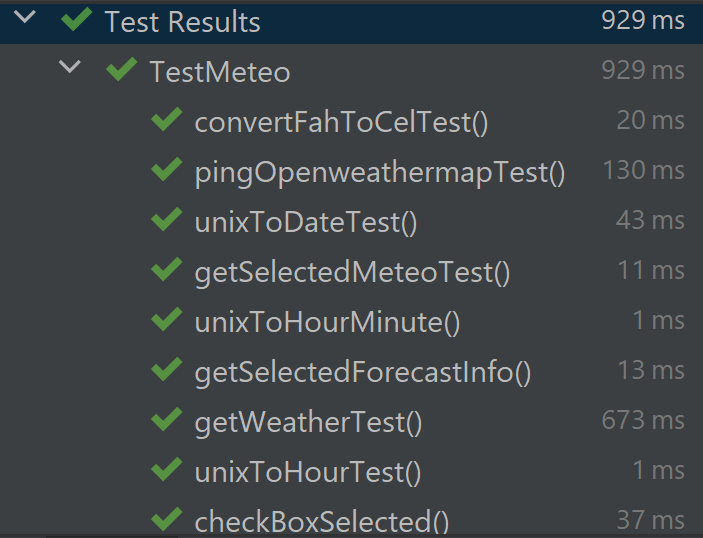 Test Results 929 ms
TestMeteo 929 ms
convertFahToCelTest() 20 ms
pingOpenweathermapTest() 130 ms
unixToDateTest() 43 ms
getSelectedMeteoTest() 11 ms
unixToHourMinute() 1 ms
getSelectedForecastInfo() 13 ms
getWeatherTest() 673 ms
unixToHourTest() 1 ms
checkBoxSelected() 37 ms